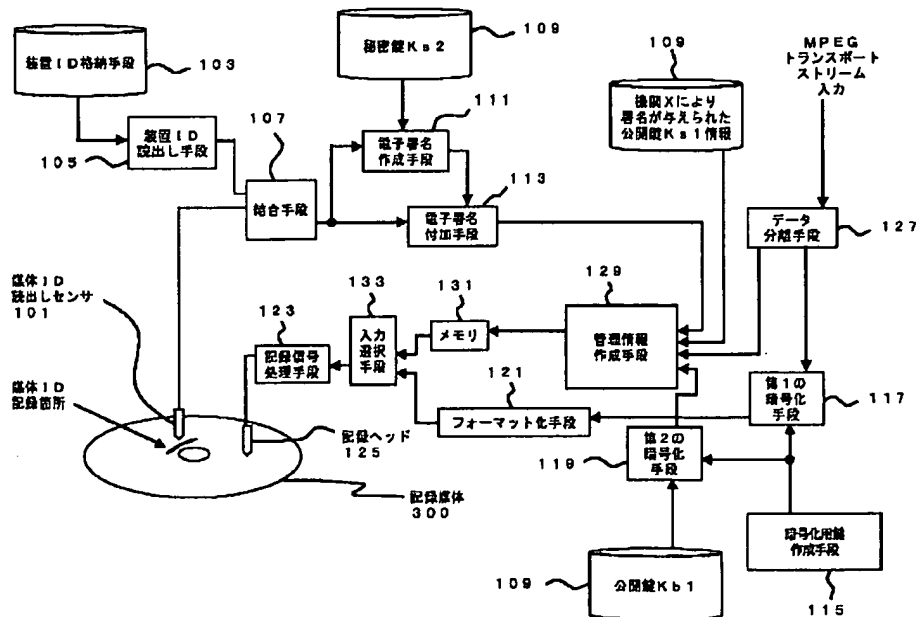 装置ID格納手段
103
秘密鍵Ks2
109
109
機関Xにより
署名が与えられた
公開鍵Ks1情報
MPEG
トランスポート
ストリーム
入力
装置ID
読出し手段
105
107
結合手段
111
電子署名
作成手段
113
電子署名
付加手段
データ
分離手段
127
媒体ID
読出しセンサ
101
媒体ID
記録箇所
123
記録信号
処理手段
133
入力
選択
手段
131
メモリ
129
管理情報
作成手段
121
フォーマット化手段
第1の
暗号化
手段
117
第2の
暗号化
手段
119
記録ヘッド
125
記録媒体
300
109
公開鍵Kb1
暗号化用鍵
作成手段
115